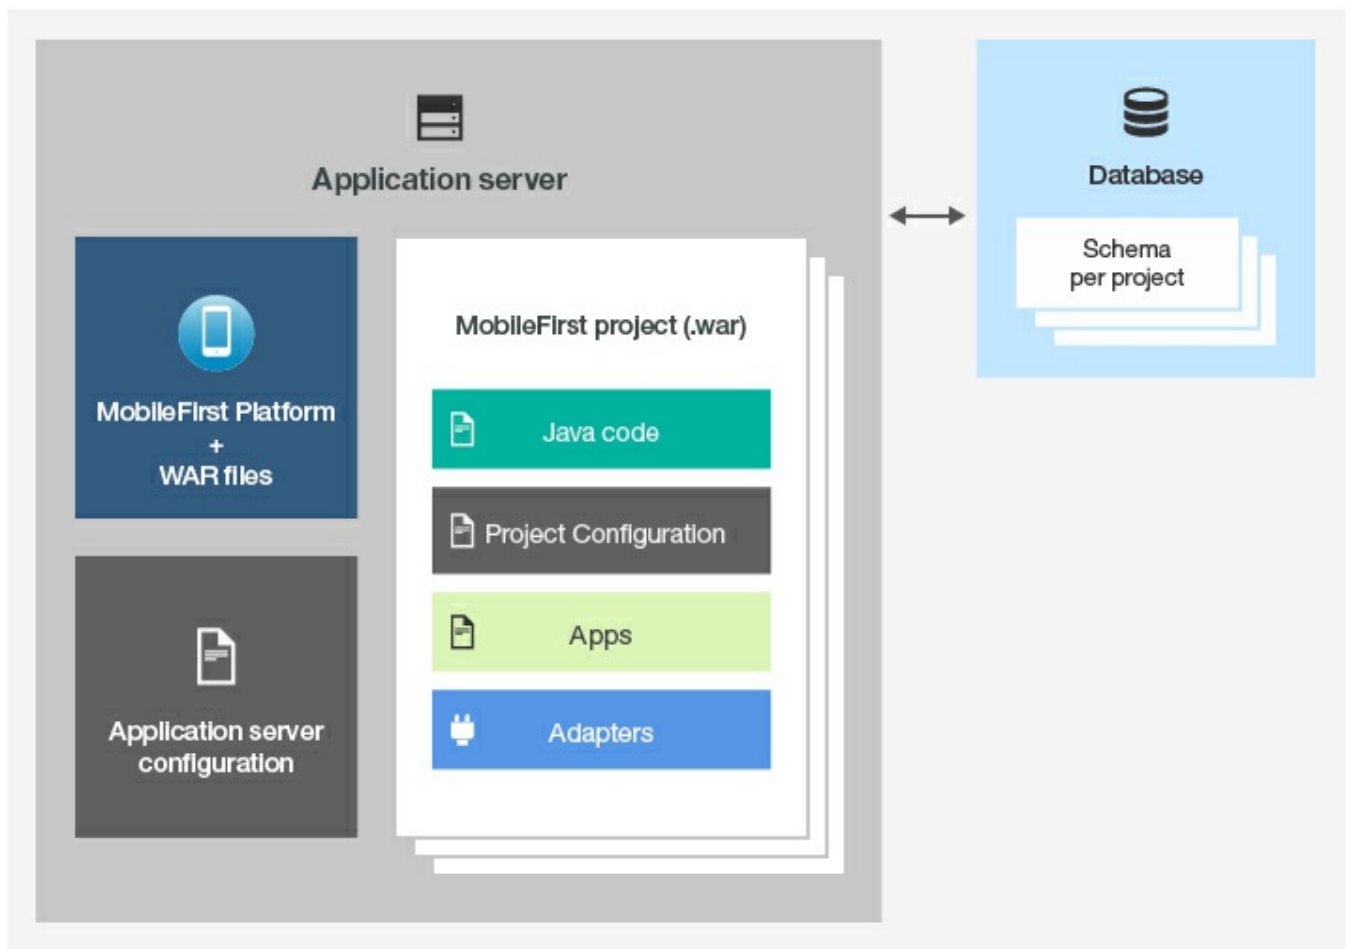 Application server
MobileFirst Platform
+
WAR files
Application server
configuration
MobileFirst project (.war)
Java code
Project Configuration
Apps
Adapters
Database
Schema
per project